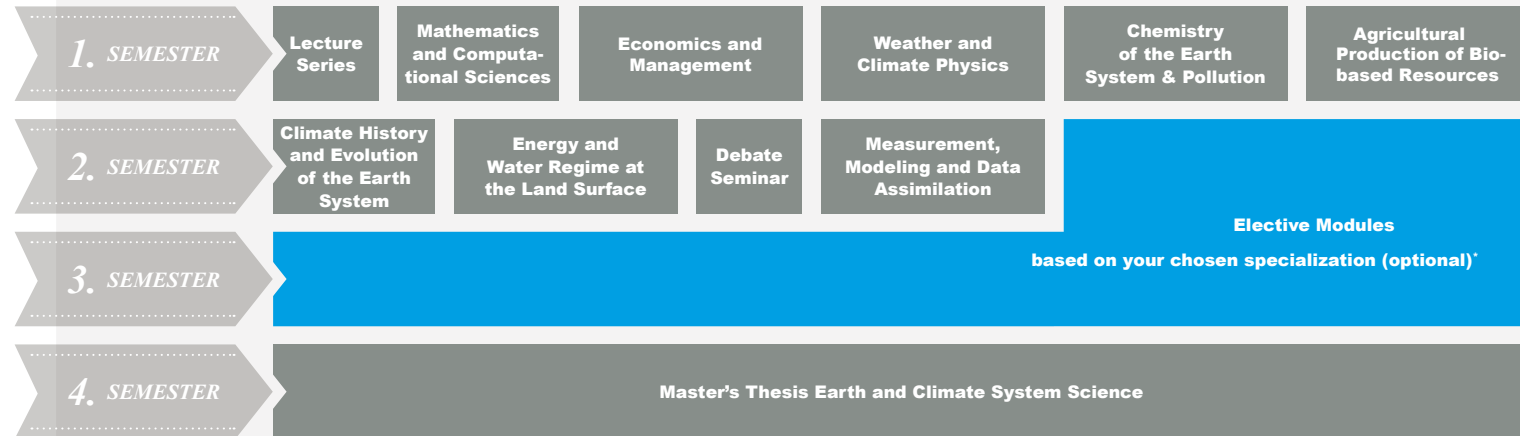 1. SEMESTER
Lecture
Series
Mathematics
and Computa-
tional Sciences
Economics and
Management
Weather and
Climate Physics
Chemistry
of the Earth
System & Pollution
Agricultural
Production of Bio-
based Resources
2. SEMESTER
Climate History
and Evolution
of the Earth
System
Energy and
Water Regime at
the Land Surface
Debate
Seminar
Measurement,
Modeling and Data
Assimilation
Elective Modules
based on your chosen specialization (optional)*
3. SEMESTER
4. SEMESTER
Master’s Thesis Earth and Climate System Science